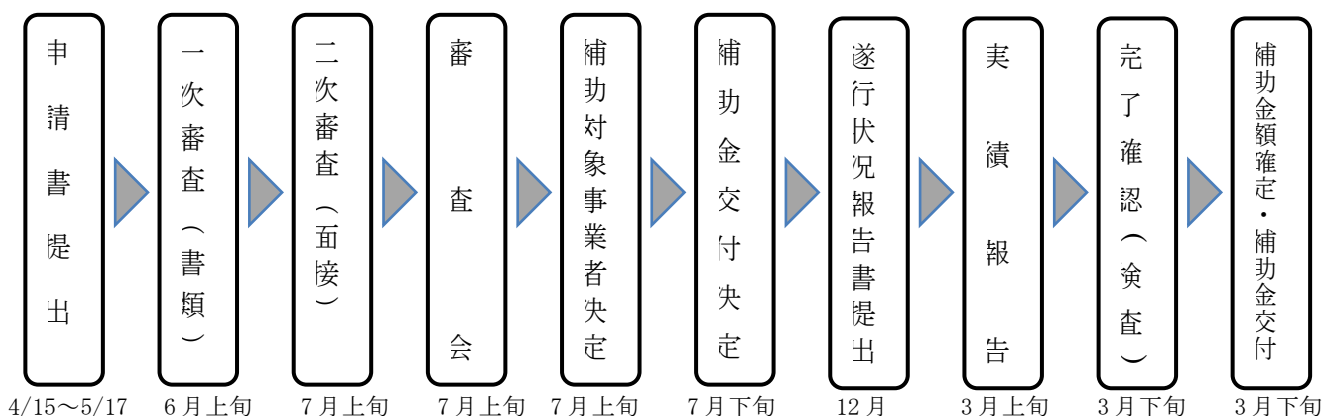 申請書提出
一次審査（書類）
二次審査（面接）
審査会
補助対象事業者決定
補助金交付決定
遂行状況報告書提出
実績報告
完了確認（検査）
補助金額確定・補助金交付
4/15～5/17
6月上旬
7月上旬
7月上旬
7月上旬
7月下旬
12月
3月上旬
3月下旬
3月下旬